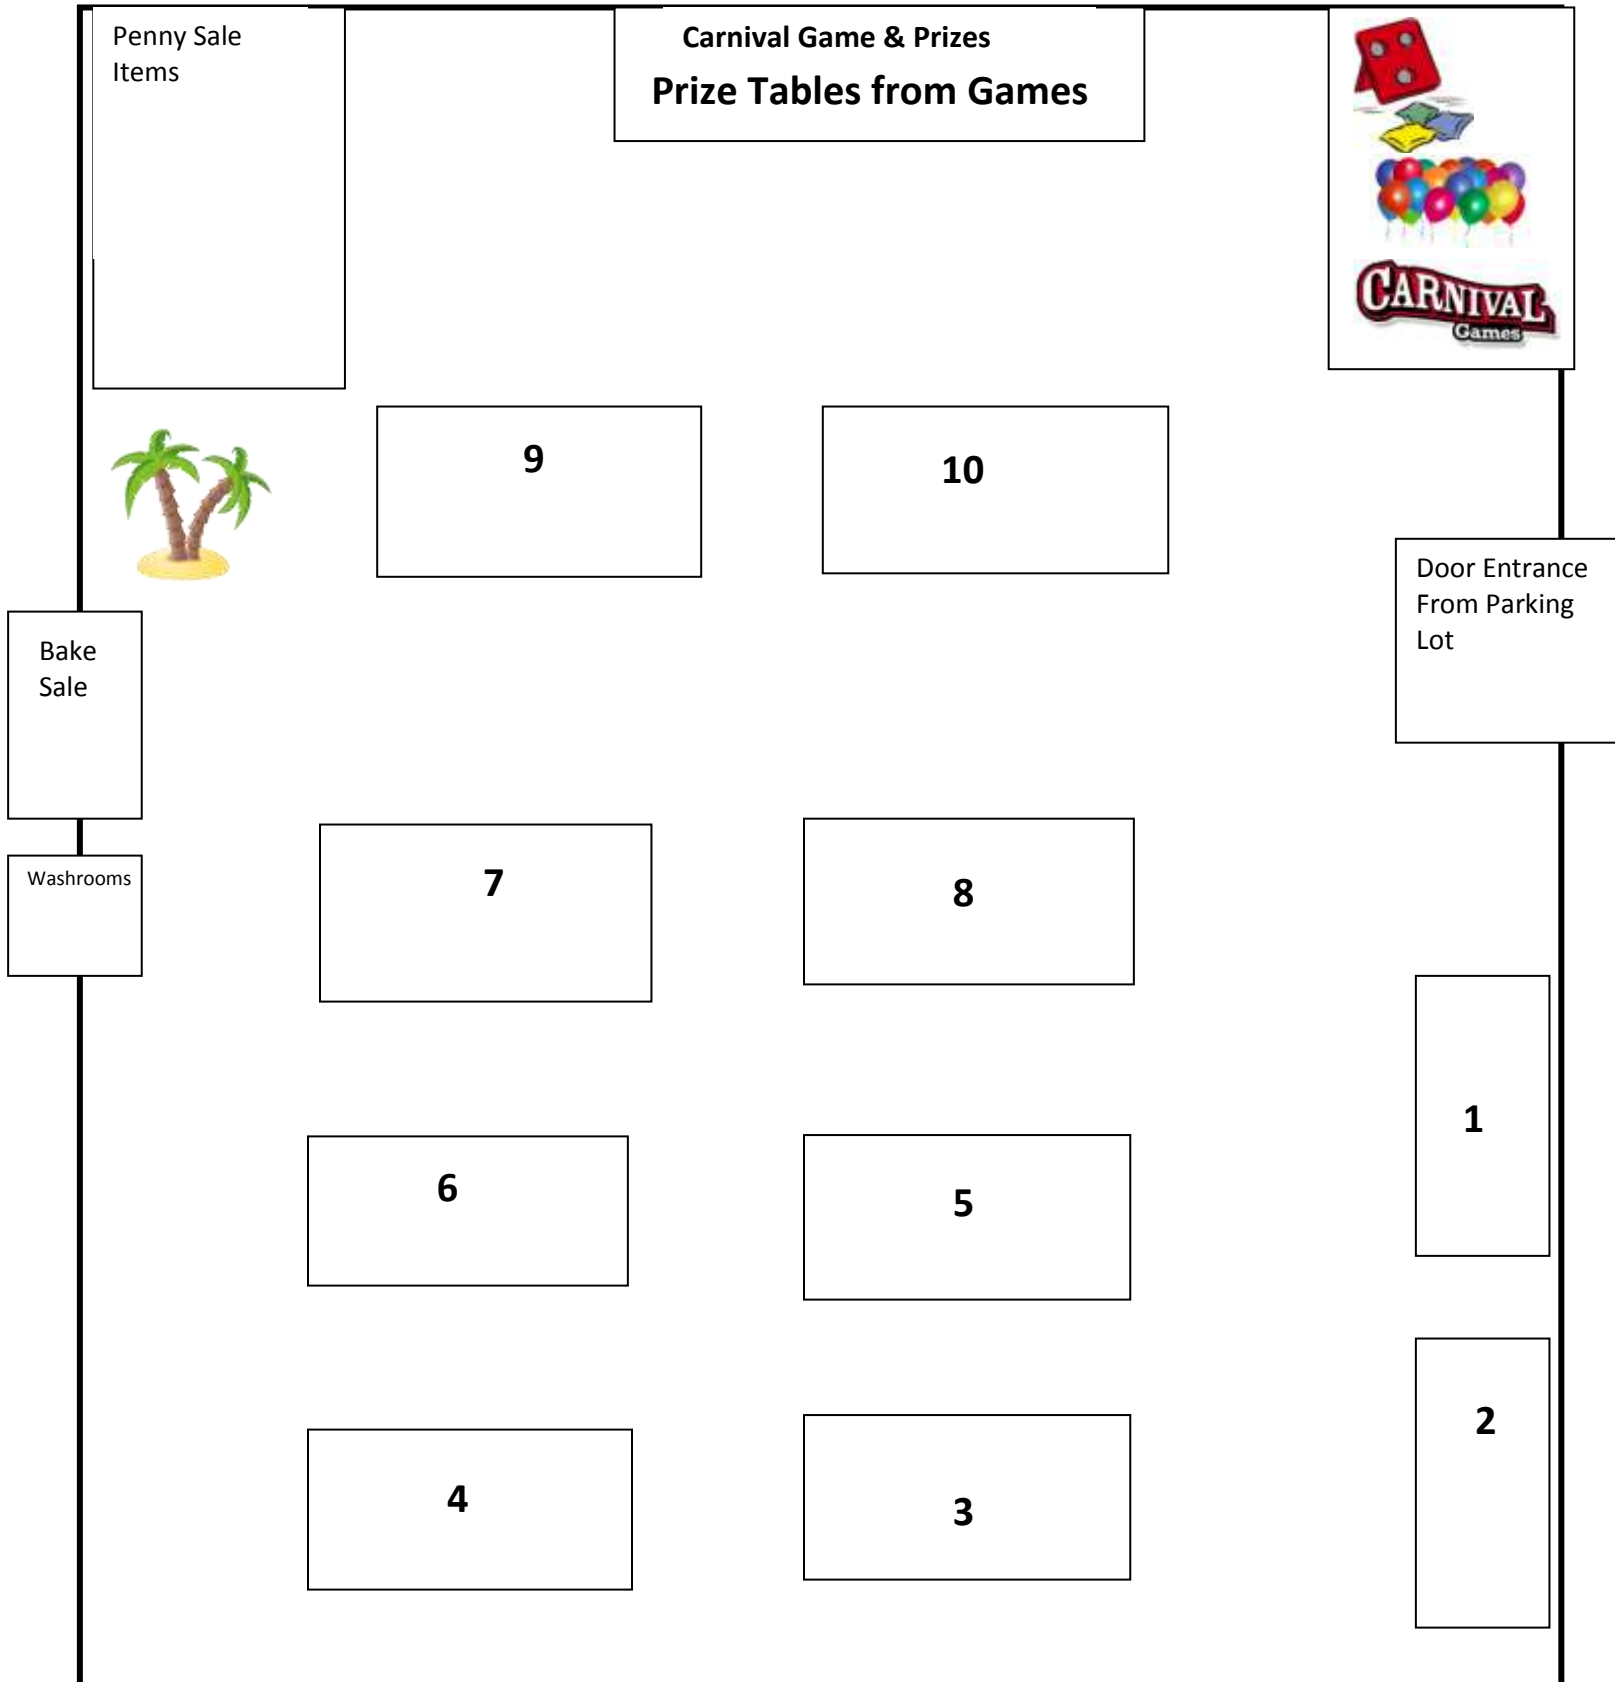 Penny Sale
Items
Carnival Game & Prizes
Prize Tables from Games
CARNIVAL
Games
9
10
Door Entrance
From Parking
Lot
Bake
Sale
Washrooms
7
8
1
6
5
2
4
3